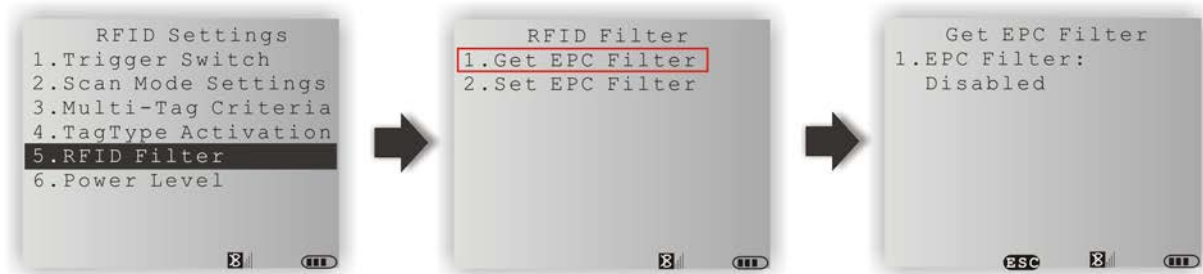 RFID Settings
1.Trigger Switch
2.Scan Mode Settings
3.Multi-Tag Criteria
4.TagType Activation
5.RFID Filter
6.Power Level
RFID Filter
1.Get EPC Filter
2.Set EPC Filter
Get EPC Filter
1.EPC Filter:
Disabled
ESC